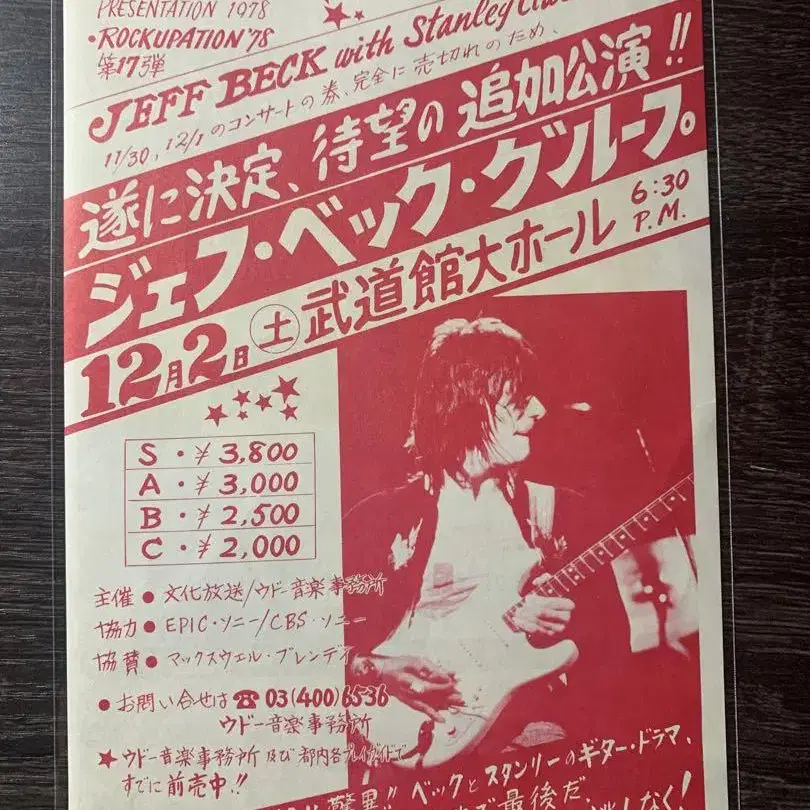 PRESENTATION 1978
・ROCKUPATION'78
第17弾
JEFF BECK with Stanley
11/30, 12/1のコンサートの券、完全に売切れのため、
遂に決定、待望の追加公演!!
ジェフ・ベック・グループ。
12月2日(土)武道館大ホール 6:30 P.M.
S・¥3,800
A・¥3,000
B・¥2,500
C・¥2,000
主催●文化放送/ウドー音楽事務所
協力●EPIC・ソニー/CBS・ソニー
協賛●マックスウェル・ブレンディ
●お問い合せは☎03(400)6536
ウドー音楽事務所
★ウドー音楽事務所及び都内各プレイガイドで
すでに前売中!!
驚異!!ベックとスタンリーのギター・ドラマ、
最後だ、
しなく!